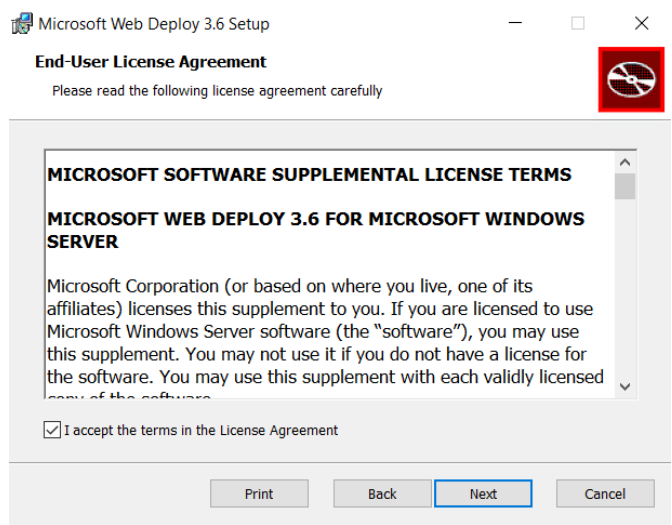 Microsoft Web Deploy 3.6 Setup
End-User License Agreement
Please read the following license agreement carefully
MICROSOFT SOFTWARE SUPPLEMENTAL LICENSE TERMS
MICROSOFT WEB DEPLOY 3.6 FOR MICROSOFT WINDOWS
SERVER
Microsoft Corporation (or based on where you live, one of its
affiliates) licenses this supplement to you. If you are licensed to use
Microsoft Windows Server software (the “software”), you may use
this supplement. You may not use it if you do not have a license for
the software. You may use this supplement with each validly licensed
copy of the software
I accept the terms in the License Agreement
Print Back Next Cancel